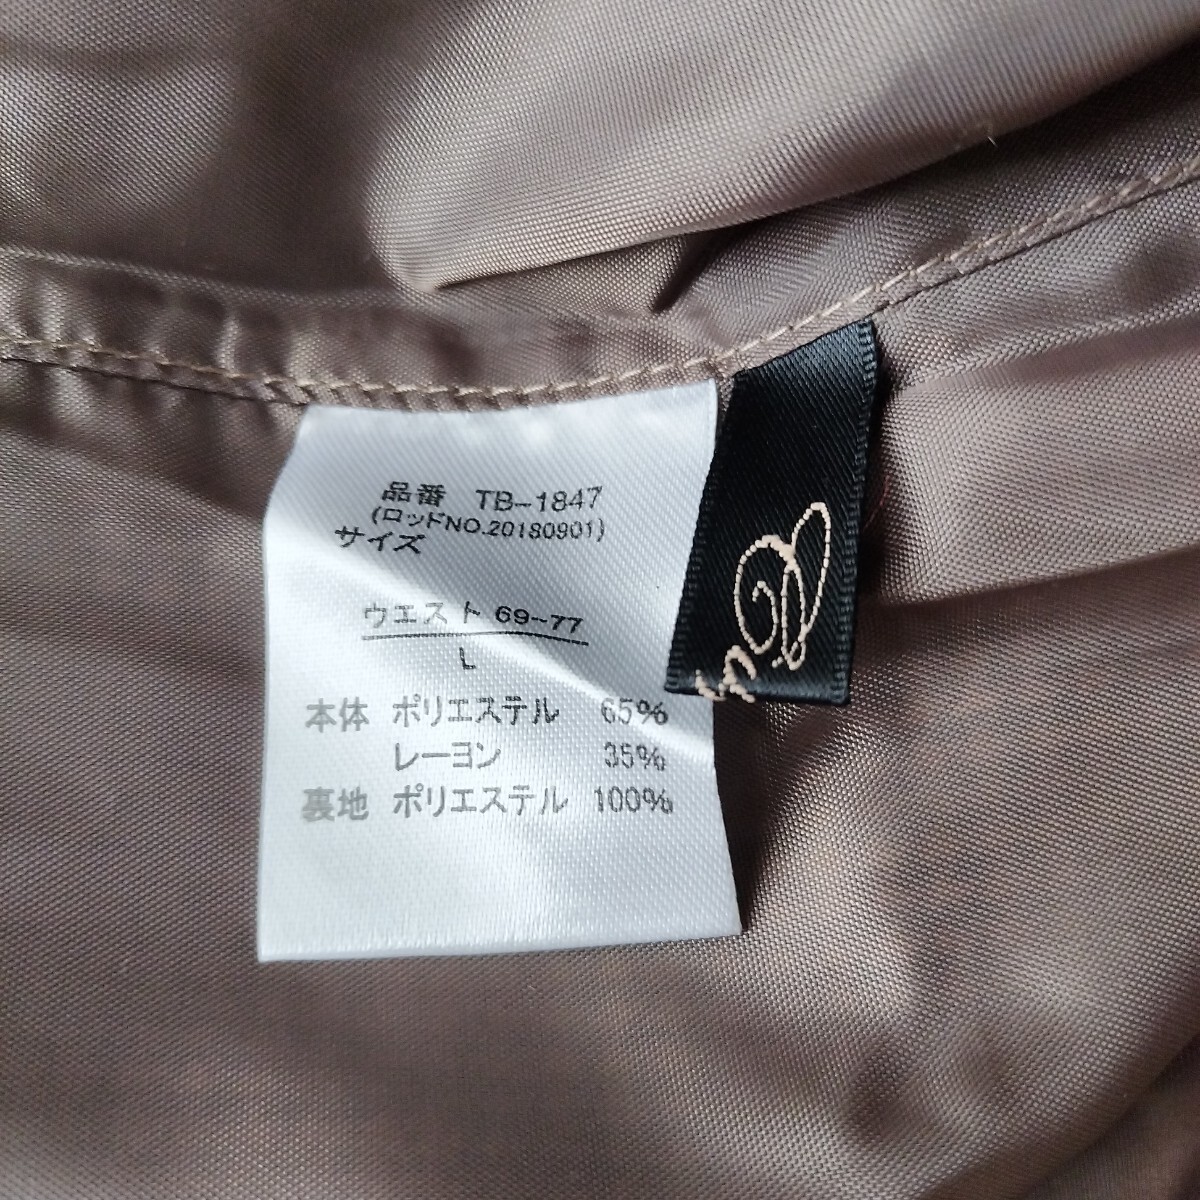 品番 TB-1847
(ロッドNO.20180901)
サイズ
ウエスト 69-77
L
本体 ポリエステル 65%
レーヨン 35%
裏地 ポリエステル 100%